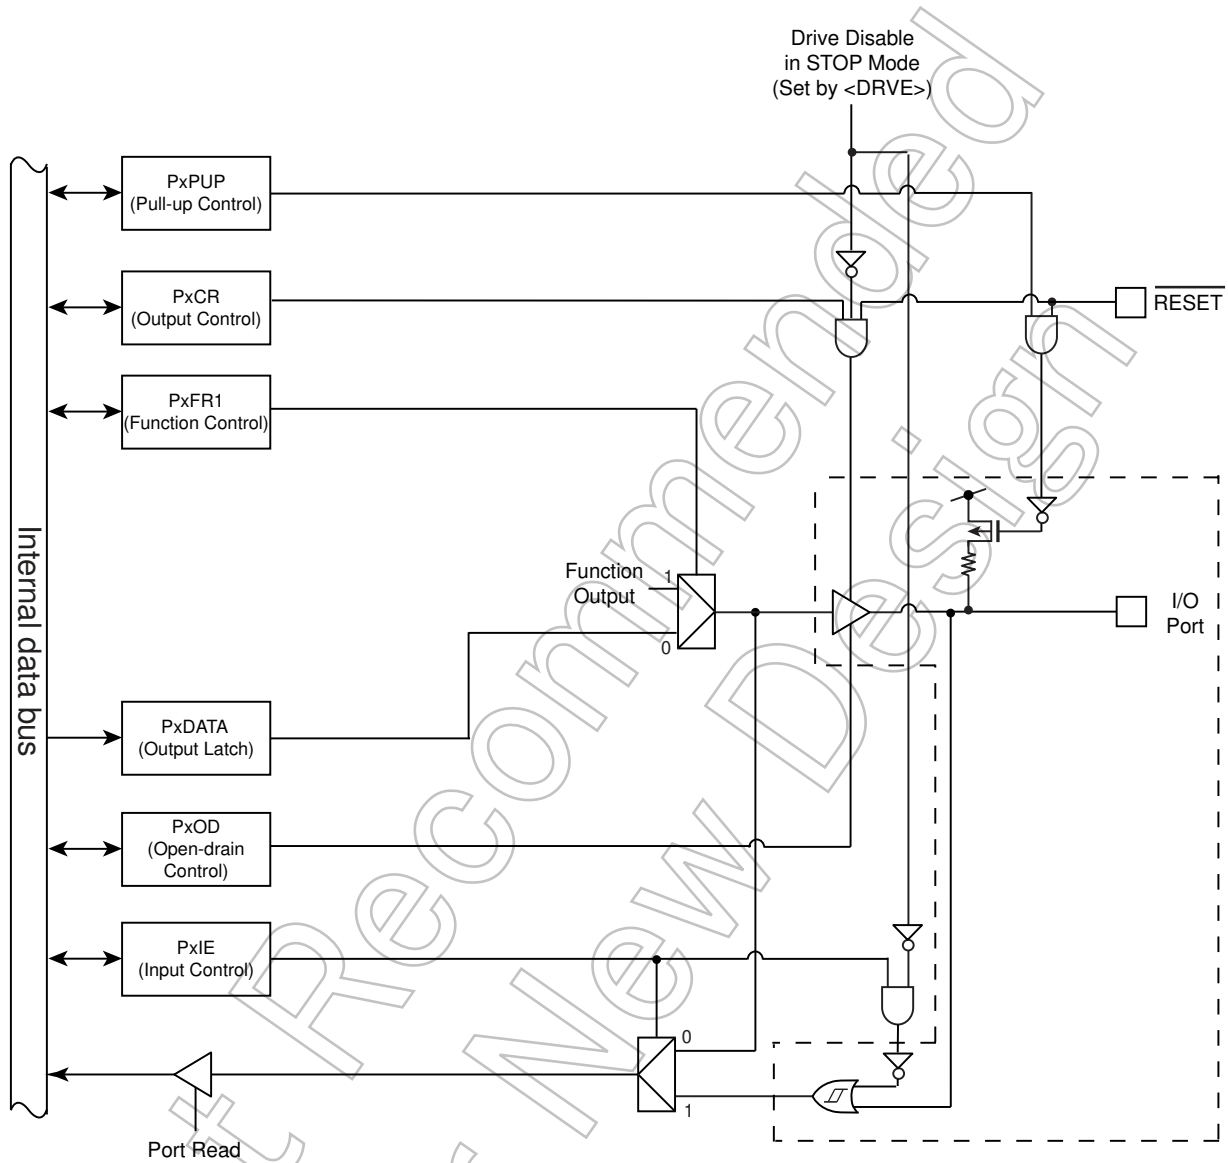 Drive Disable
in STOP Mode
(Set by <DRVE>)
PxPUP
(Pull-up Control)
PxCR
(Output Control)
RESET
PxFR1
(Function Control)
Internal data bus
Function
Output
1
0
I/O
Port
PxDATA
(Output Latch)
PxOD
(Open-drain
Control)
PxIE
(Input Control)
0
1
Port Read
t Recommended
New Design